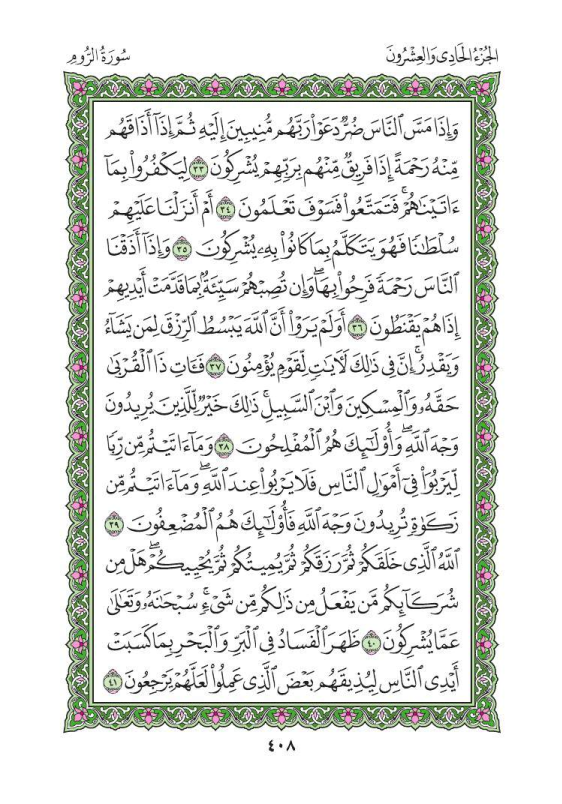 الجُزْءُ الحَادِي وَالعِشْرُونَ
سُورَةُ الرُّومِ
وَإِذَا مَسَّ ٱلنَّاسَ ضُرٌّ دَعَوْا۟ رَبَّهُم مُّنِيبِينَ إِلَيْهِ ثُمَّ إِذَآ أَذَاقَهُم
مِّنْهُ رَحْمَةً إِذَا فَرِيقٌ مِّنْهُم بِرَبِّهِمْ يُشْرِكُونَ ٣٣ لِيَكْفُرُوا۟ بِمَآ
ءَاتَيْنَـٰهُمْ ۚ فَتَمَتَّعُوا۟ فَسَوْفَ تَعْلَمُونَ ٣٤ أَمْ أَنزَلْنَا عَلَيْهِمْ
سُلْطَـٰنًا فَهُوَ يَتَكَلَّمُ بِمَا كَانُوا۟ بِهِۦ يُشْرِكُونَ ٣٥ وَإِذَآ أَذَقْنَا
ٱلنَّاسَ رَحْمَةً فَرِحُوا۟ بِهَا ۖ وَإِن تُصِبْهُمْ سَيِّئَةٌۢ بِمَا قَدَّمَتْ أَيْدِيهِمْ
إِذَا هُمْ يَقْنَطُونَ ٣٦ أَوَلَمْ يَرَوْا۟ أَنَّ ٱللَّهَ يَبْسُطُ ٱلرِّزْقَ لِمَن يَشَآءُ
وَيَقْدِرُ ۚ إِنَّ فِى ذَٰلِكَ لَـَٔايَـٰتٍ لِّقَوْمٍ يُؤْمِنُونَ ٣٧ فَـَٔاتِ ذَا ٱلْقُرْبَىٰ
حَقَّهُۥ وَٱلْمِسْكِينَ وَٱبْنَ ٱلسَّبِيلِ ۚ ذَٰلِكَ خَيْرٌ لِّلَّذِينَ يُرِيدُونَ
وَجْهَ ٱللَّهِ ۖ وَأُو۟لَـٰٓئِكَ هُمُ ٱلْمُفْلِحُونَ ٣٨ وَمَآ ءَاتَيْتُم مِّن رِّبًا
لِّيَرْبُوَا۟ فِىٓ أَمْوَٰلِ ٱلنَّاسِ فَلَا يَرْبُوا۟ عِندَ ٱللَّهِ ۖ وَمَآ ءَاتَيْتُم مِّن
زَكَوٰةٍ تُرِيدُونَ وَجْهَ ٱللَّهِ فَأُو۟لَـٰٓئِكَ هُمُ ٱلْمُضْعِفُونَ ٣٩
ٱللَّهُ ٱلَّذِى خَلَقَكُمْ ثُمَّ رَزَقَكُمْ ثُمَّ يُمِيتُكُمْ ثُمَّ يُحْيِيكُمْ ۖ هَلْ مِن
شُرَكَآئِكُم مَّن يَفْعَلُ مِن ذَٰلِكُم مِّن شَىْءٍ ۚ سُبْحَـٰنَهُۥ وَتَعَـٰلَىٰ
عَمَّا يُشْرِكُونَ ٤٠ ظَهَرَ ٱلْفَسَادُ فِى ٱلْبَرِّ وَٱلْبَحْرِ بِمَا كَسَبَتْ
أَيْدِى ٱلنَّاسِ لِيُذِيقَهُم بَعْضَ ٱلَّذِى عَمِلُوا۟ لَعَلَّهُمْ يَرْجِعُونَ ٤١
٤٠٨